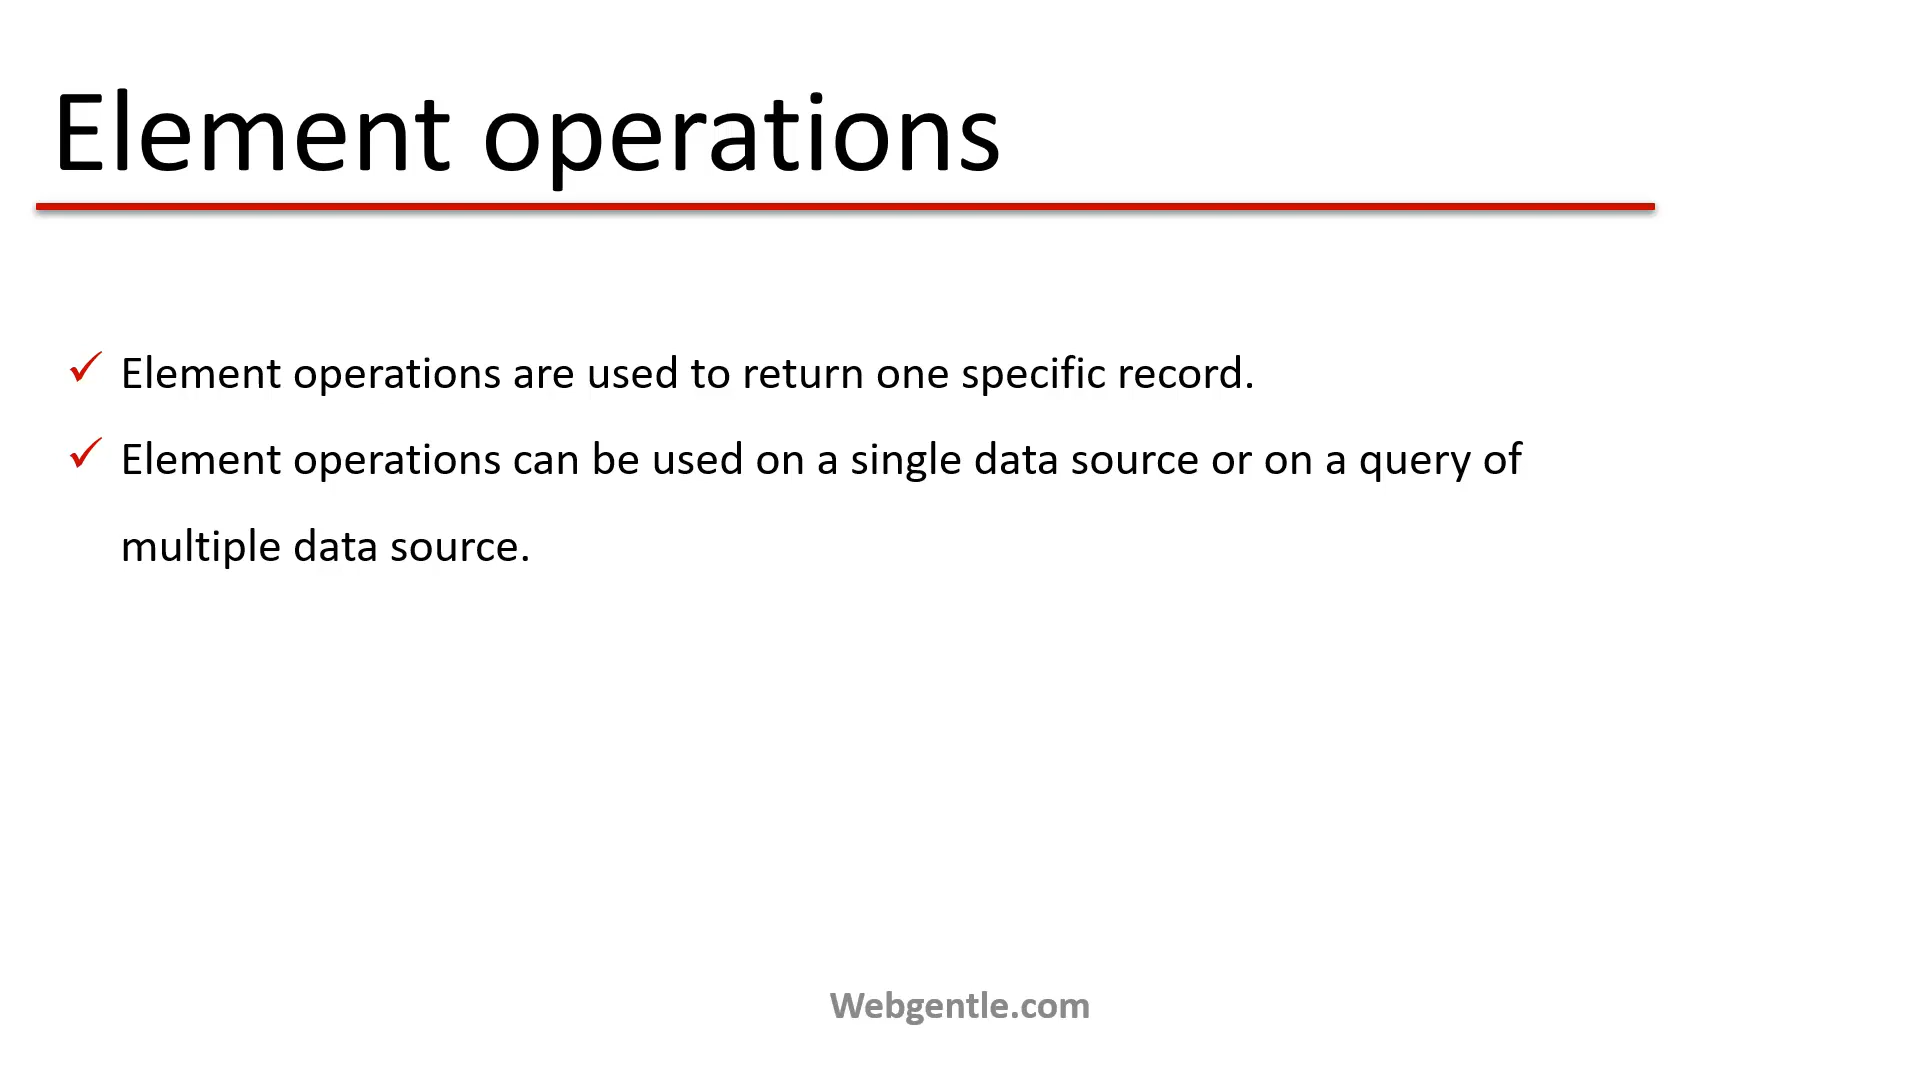 Element operations
✓ Element operations are used to return one specific record.
✓ Element operations can be used on a single data source or on a query of
multiple data source.
Webgentle.com